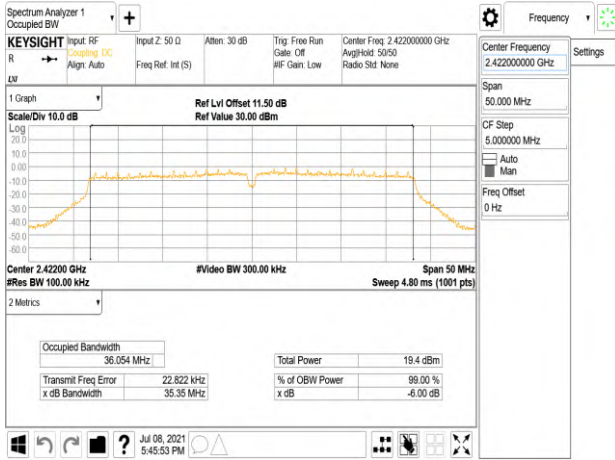 Spectrum Analyzer 1
Occupied BW
Frequency
KEYSIGHT
R
Input: RF
Coupling: DC
Align: Auto
Input Z: 50 Ω
Freq Ref: Int (S)
Atten: 30 dB
Trig: Free Run
Gate: Off
#IF Gain: Low
Center Freq: 2.422000000 GHz
Avg|Hold: 50/50
Radio Std: None
LXI
Center Frequency
2.422000000 GHz
Settings
Span
50.000 MHz
CF Step
5.000000 MHz
Auto
Man
Freq Offset
0 Hz
1 Graph
Scale/Div 10.0 dB
Ref Lvl Offset 11.50 dB
Ref Value 30.00 dBm
Log
20.0
10.0
0.00
-10.0
-20.0
-30.0
-40.0
-50.0
-60.0
Center 2.42200 GHz
#Res BW 100.00 kHz
#Video BW 300.00 kHz
Span 50 MHz
Sweep 4.80 ms (1001 pts)
2 Metrics
Occupied Bandwidth
36.054 MHz
Total Power 19.4 dBm
Transmit Freq Error 22.822 kHz
% of OBW Power 99.00 %
x dB Bandwidth 35.35 MHz
x dB -6.00 dB
?
Jul 08, 2021
5:45:53 PM